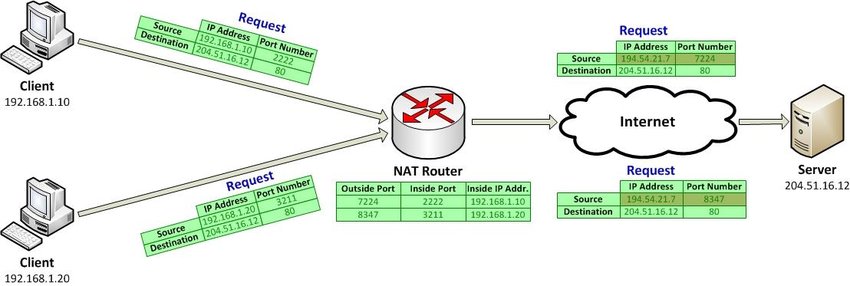 Client
192.168.1.10
Request
IP Address Port Number
Source 192.168.1.10 2222
Destination 204.51.16.12 80
Request
IP Address Port Number
Source 192.168.1.20 3211
Destination 204.51.16.12 80
Client
192.168.1.20
NAT Router
Outside Port Inside Port Inside IP Addr.
7224 2222 192.168.1.10
8347 3211 192.168.1.20
Request
IP Address Port Number
Source 194.54.21.7 7224
Destination 204.51.16.12 80
Internet
Request
IP Address Port Number
Source 194.54.21.7 8347
Destination 204.51.16.12 80
Server
204.51.16.12